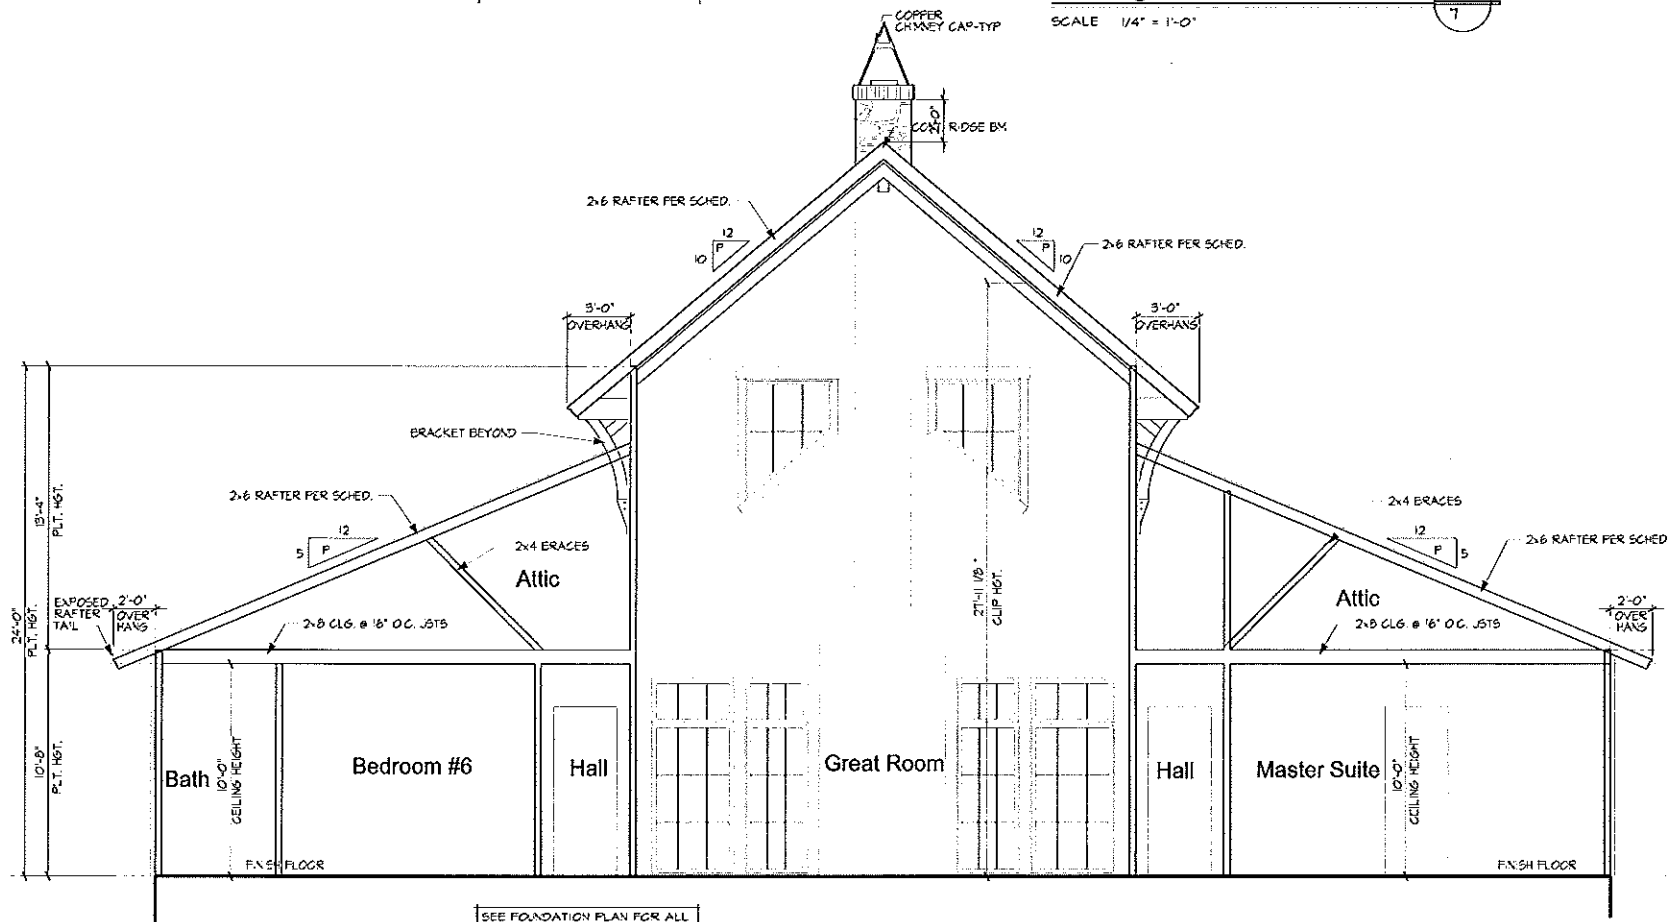 COPPER
CHIMNEY CAP-TYP
SCALE 1/4" = 1'-0"
7
2'-0"
CONT. RIDGE BM
2x6 RAFTER PER SCHED.
12
P
10
12
P
10
2x6 RAFTER PER SCHED.
3'-0"
OVERHANG
3'-0"
OVERHANG
BRACKET BEYOND
2x6 RAFTER PER SCHED.
12
5
P
2x4 BRACES
Attic
2x4 BRACES
12
P
5
2x6 RAFTER PER SCHED
Attic
27'-11 1/8"
CLIP HGT.
24'-0"
PLT. HGT.
13'-4"
PLT. HGT.
EXPOSED
RAFTER
TAIL
2'-0"
OVER
HANG
2x8 CLG. @ 16" O.C. JSTS
2x8 CLG. @ 16" O.C. JSTS
2'-0"
OVER
HANG
10'-8"
PLT. HGT.
Bath
10'-0"
CEILING HEIGHT
Bedroom #6
Hall
Great Room
Hall
Master Suite
10'-0"
CEILING HEIGHT
FINISH FLOOR
FINISH FLOOR
SEE FOUNDATION PLAN FOR ALL